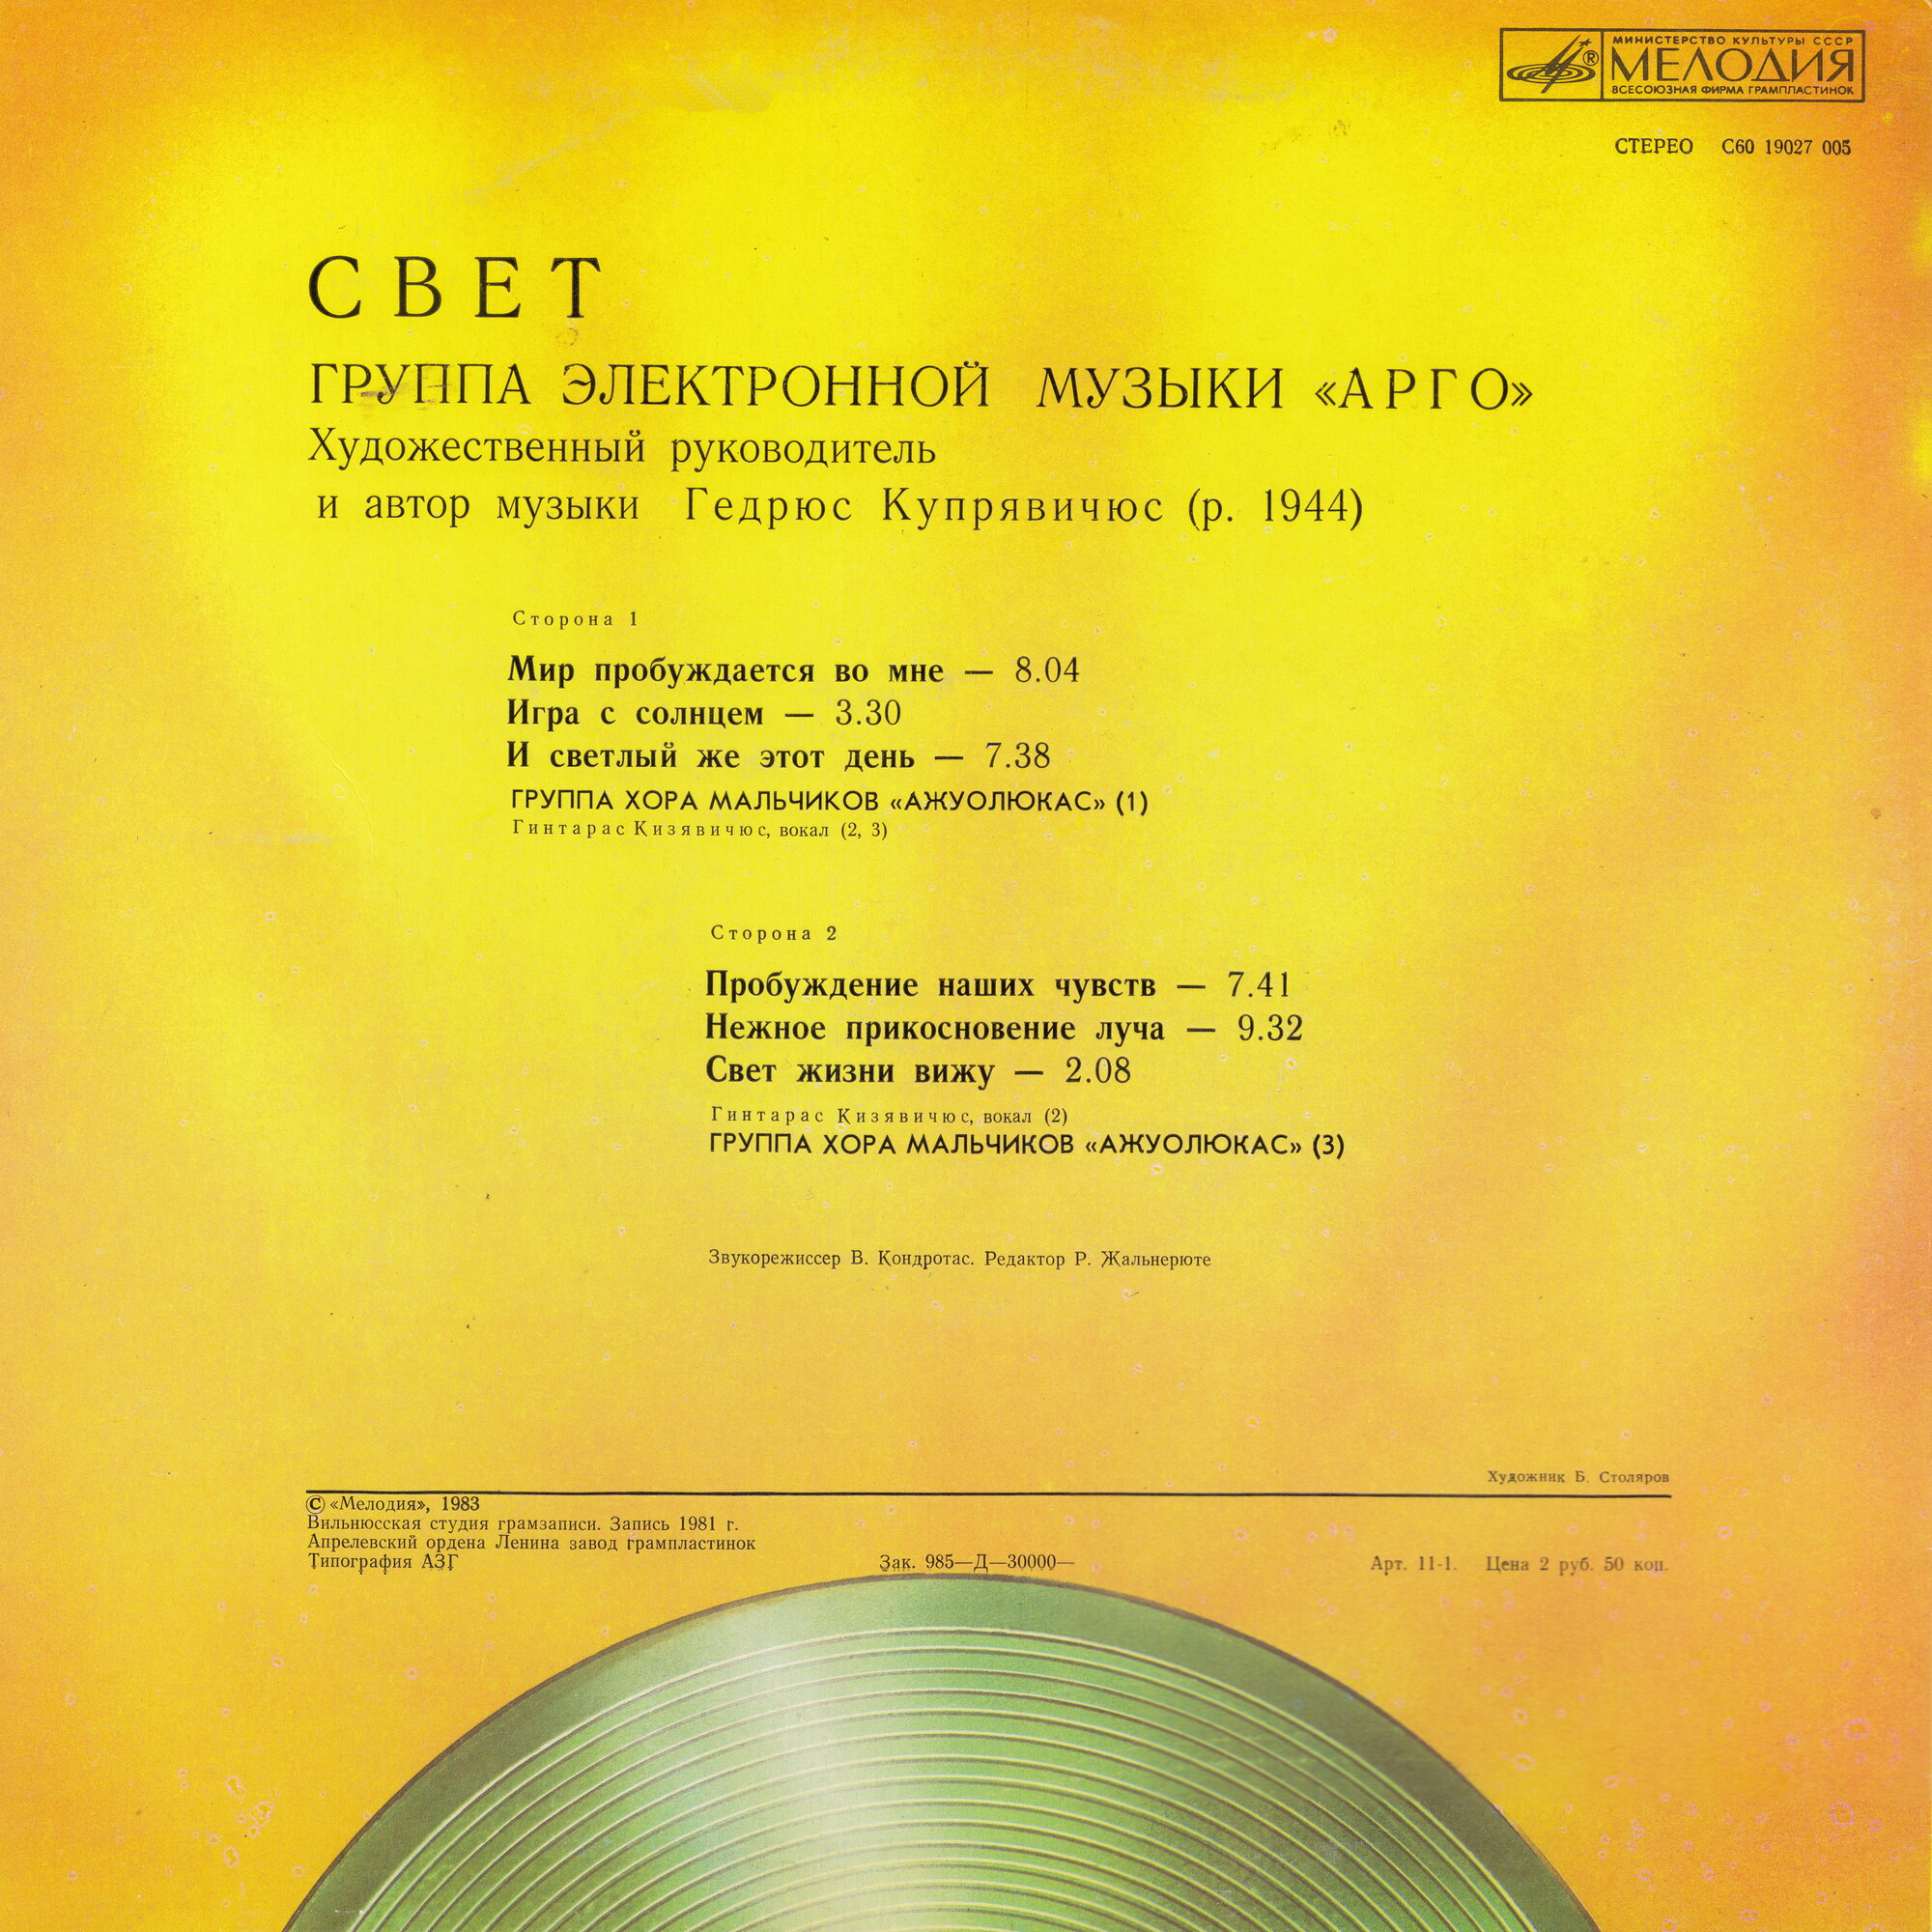 МИНИСТЕРСТВО КУЛЬТУРЫ СССР
®
МЕЛОДИЯ
ВСЕСОЮЗНАЯ ФИРМА ГРАМПЛАСТИНОК
СТЕРЕО С60 19027 005
СВЕТ
ГРУППА ЭЛЕКТРОННОЙ МУЗЫКИ «АРГО»
Художественный руководитель
и автор музыки Гедрюс Купрявичюс (р. 1944)
Сторона 1
Мир пробуждается во мне — 8.04
Игра с солнцем — 3.30
И светлый же этот день — 7.38
ГРУППА ХОРА МАЛЬЧИКОВ «АЖУОЛЮКАС» (1)
Гинтарас Кизявичюс, вокал (2, 3)
Сторона 2
Пробуждение наших чувств — 7.41
Нежное прикосновение луча — 9.32
Свет жизни вижу — 2.08
Гинтарас Кизявичюс, вокал (2)
ГРУППА ХОРА МАЛЬЧИКОВ «АЖУОЛЮКАС» (3)
Звукорежиссер В. Кондротас. Редактор Р. Жальнерюте
Художник Б. Столяров
© «Мелодия», 1983
Вильнюсская студия грамзаписи. Запись 1981 г.
Апрелевский ордена Ленина завод грампластинок
Типография АЗГ Зак. 985—Д—30000— Арт. 11-1. Цена 2 руб. 50 коп.